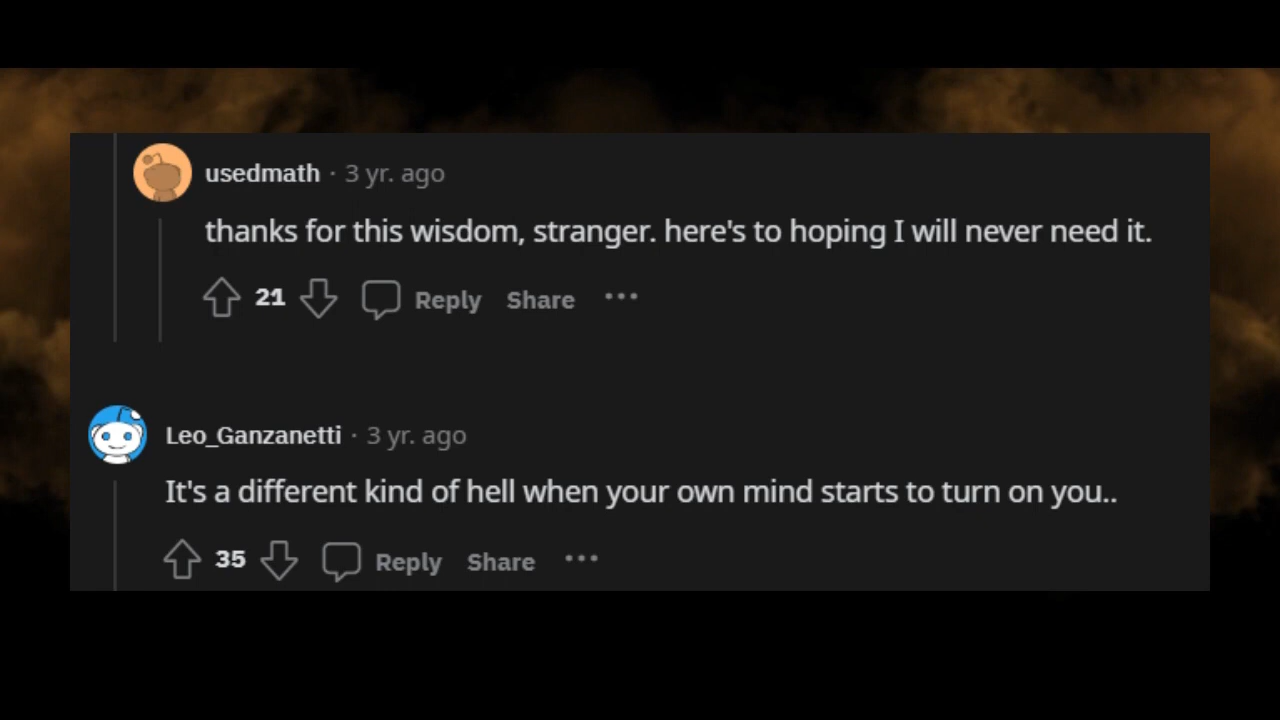 usedmath · 3 yr. ago
thanks for this wisdom, stranger. here's to hoping I will never need it.
21 Reply Share ···
Leo_Ganzanetti · 3 yr. ago
It's a different kind of hell when your own mind starts to turn on you..
35 Reply Share ···